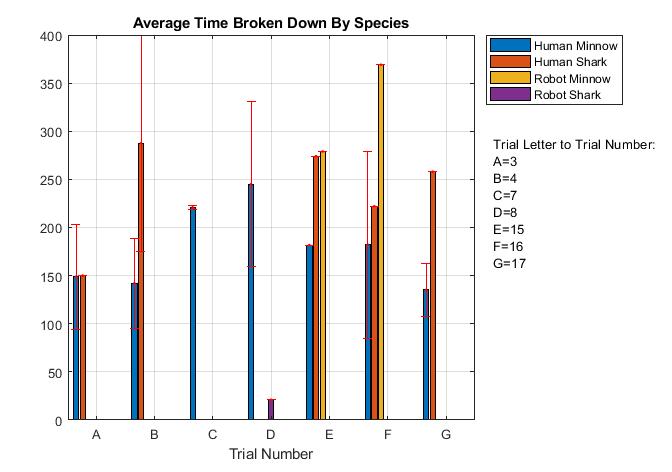 Average Time Broken Down By Species
400
350
300
250
200
150
100
50
0
A B C D E F G
Trial Number
Human Minnow
Human Shark
Robot Minnow
Robot Shark
Trial Letter to Trial Number:
A=3
B=4
C=7
D=8
E=15
F=16
G=17